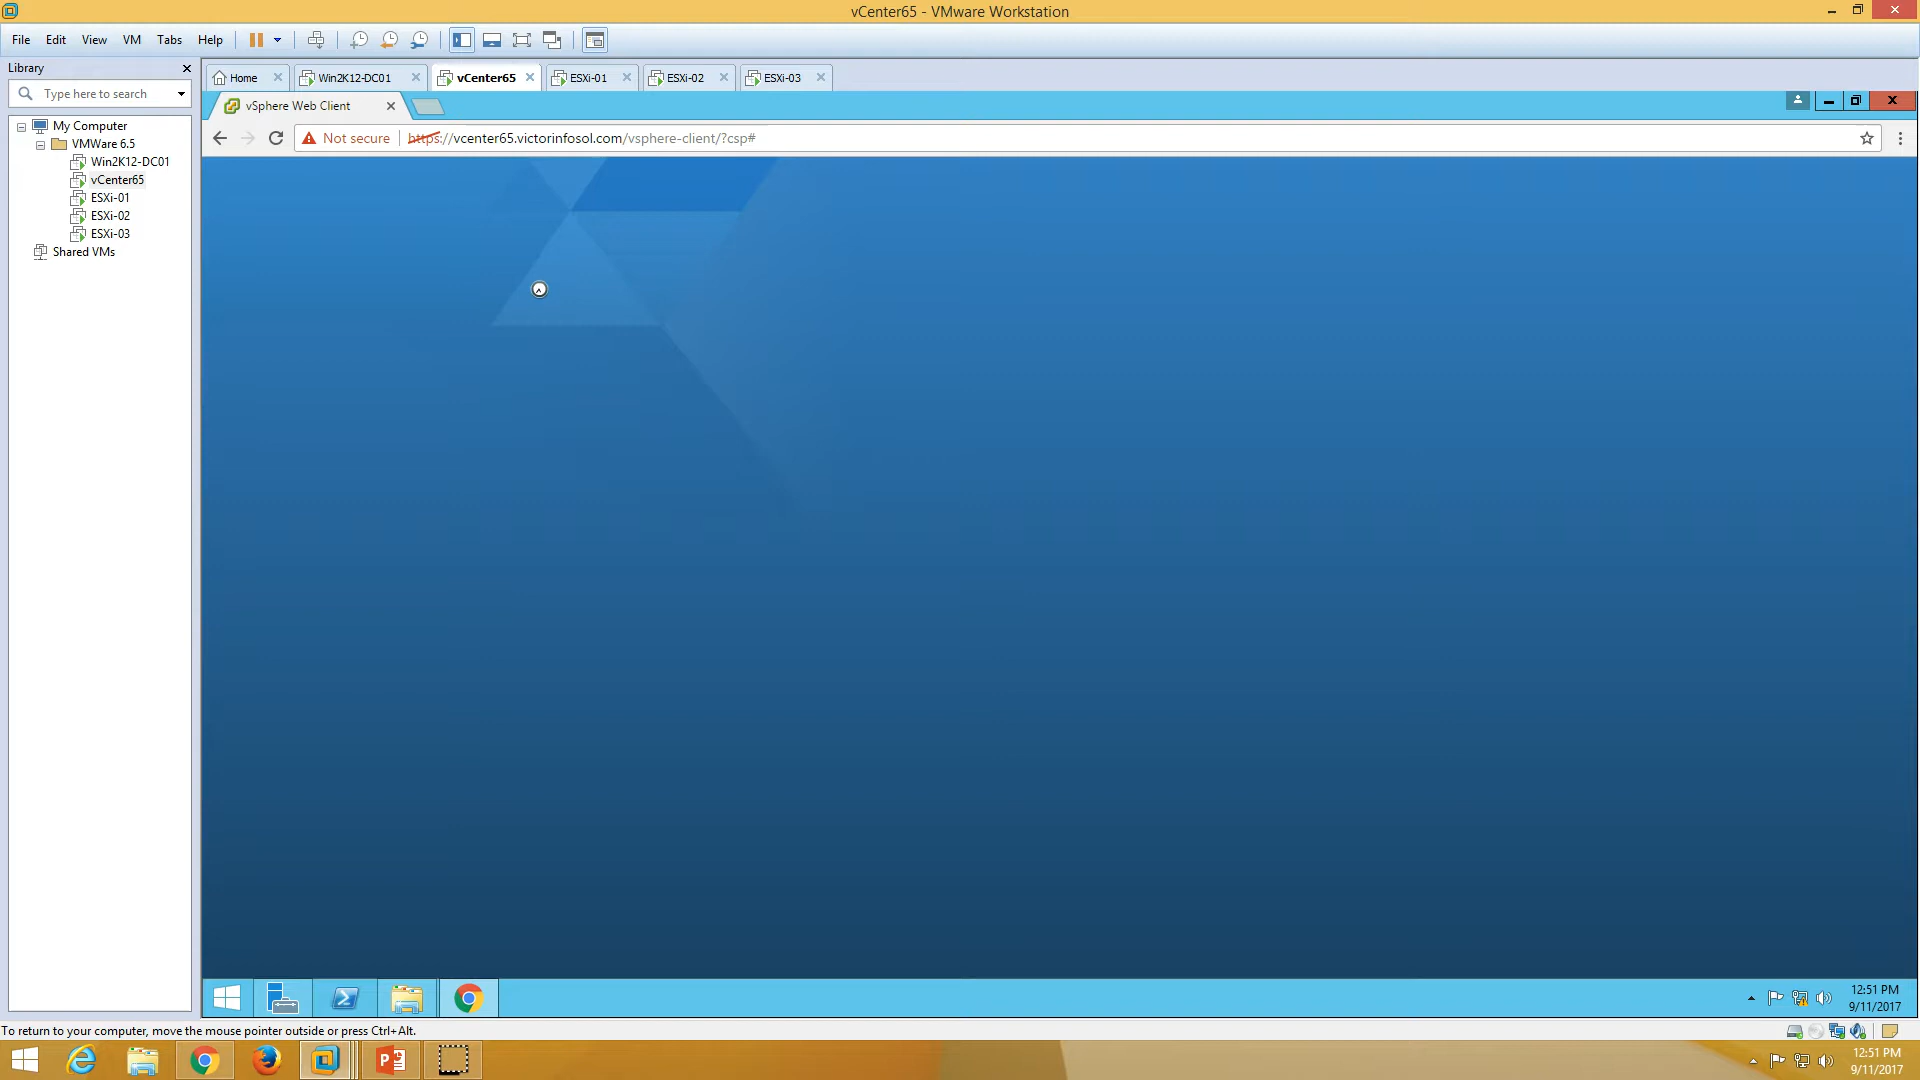 vCenter65 - VMware Workstation
File Edit View VM Tabs Help
Library
Type here to search
My Computer
VMWare 6.5
Win2K12-DC01
vCenter65
ESXi-01
ESXi-02
ESXi-03
Shared VMs
Home Win2K12-DC01 vCenter65 ESXi-01 ESXi-02 ESXi-03
vSphere Web Client
Not secure https://vcenter65.victorinfosol.com/vsphere-client/?csp#
12:51 PM
9/11/2017
To return to your computer, move the mouse pointer outside or press Ctrl+Alt.
12:51 PM
9/11/2017